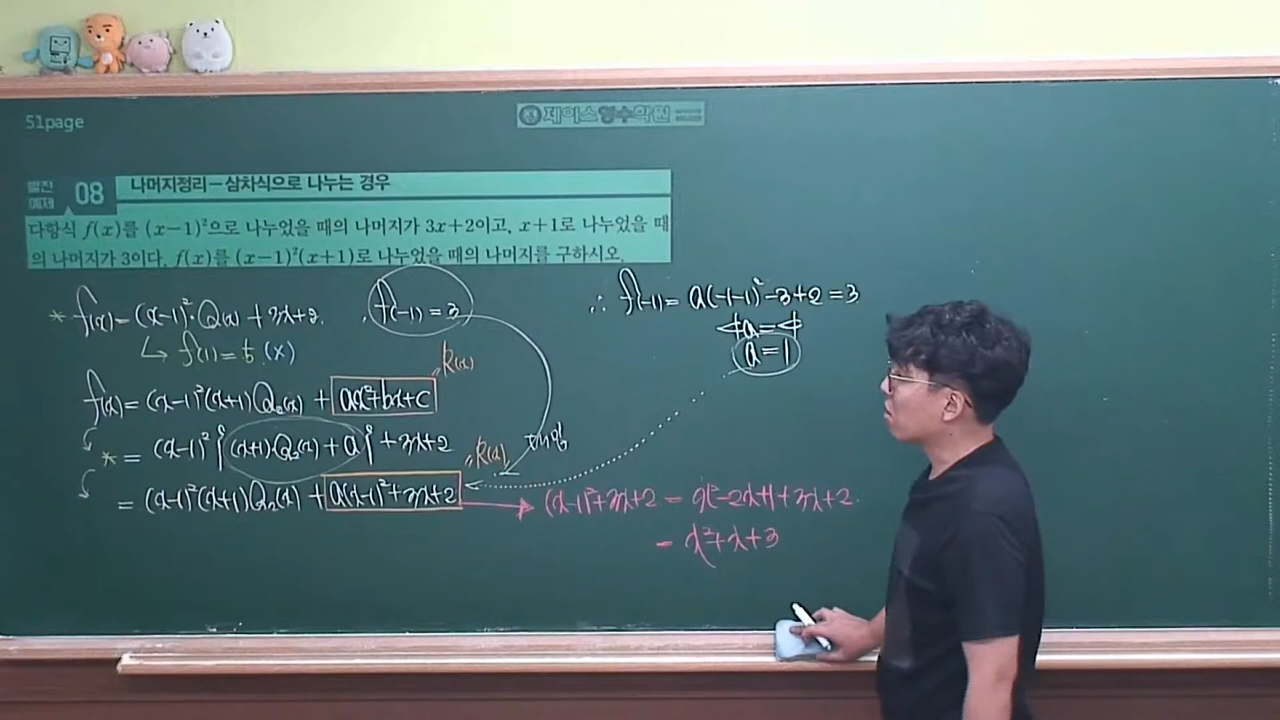 51page
제이스영수학원
발전 예제 08 나머지정리-삼차식으로 나누는 경우
다항식 f(x)를 (x-1)²으로 나누었을 때의 나머지가 3x+2이고, x+1로 나누었을 때
의 나머지가 3이다. f(x)를 (x-1)²(x+1)로 나누었을 때의 나머지를 구하시오.
* f(x)=(x-1)²·Q(x)+3x+2. f(-1)=3
↳ f(1)=5 (x)
f(x)=(x-1)²(x+1)Q₂(x)+ax²+bx+c R(x)
* =(x-1)²{(x+1)Q₂(x)+a}+3x+2 대입
=(x-1)²(x+1)Q₂(x)+a(x-1)²+3x+2 R(x)
∴ f(-1)=a(-1-1)²-3+2=3
4a=4
a=1
(x-1)²+3x+2=x²-2x+1+3x+2.
=x²+x+3